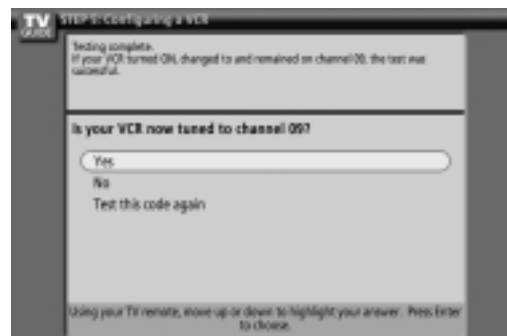 TV
GUIDE
STEP 5: Configuring a VCR
Testing complete.
If your VCR turned ON, changed to and remained on channel 09, the test was
successful.
Is your VCR now tuned to channel 09?
Yes
No
Test this code again
Using your TV remote, move up or down to highlight your answer. Press Enter
to choose.